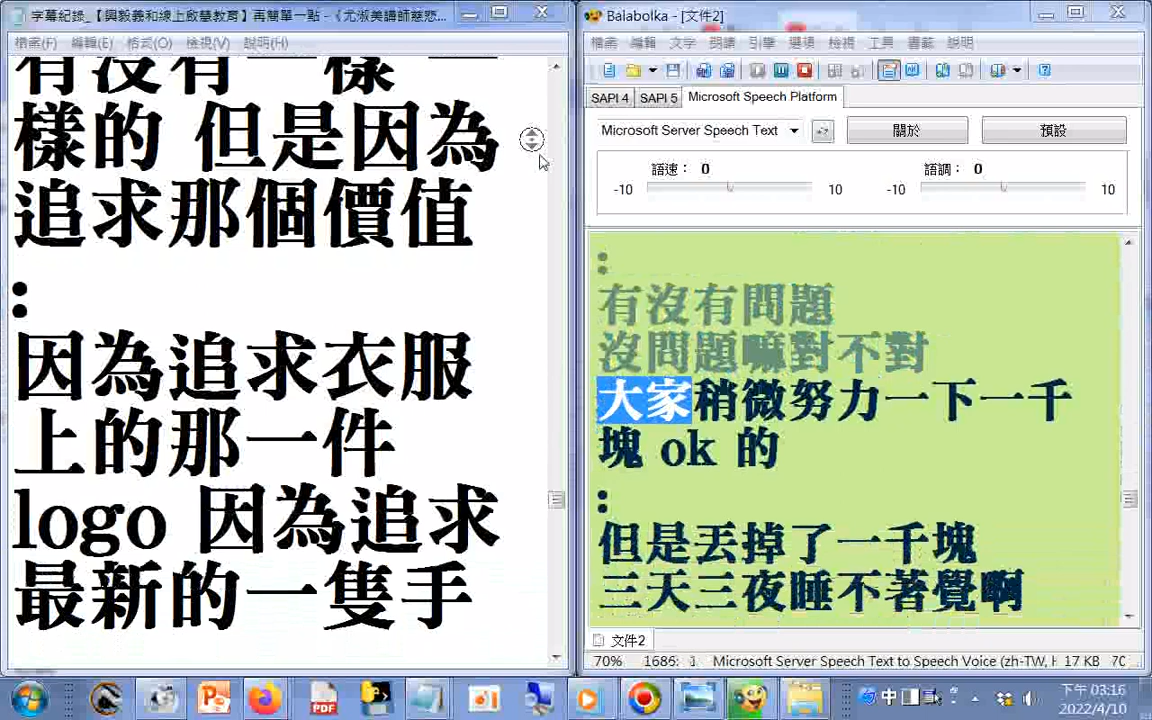 字幕紀錄_【興毅義和線上啟慧教育】再簡單一點 -《尤淑美講師慈悲...
檔案(F) 編輯(E) 格式(O) 檢視(V) 說明(H)
有沒有 一樣 一
樣的 但是因為
追求那個價值
:
因為追求衣服
上的那一件
logo 因為追求
最新的一隻手
Balabolka - [文件2]
檔案 編輯 文字 朗讀 引擎 選項 檢視 工具 書籤 說明
SAPI 4 SAPI 5 Microsoft Speech Platform
Microsoft Server Speech Text 關於 預設
語速： 0 語調： 0
-10 10 -10 10
:
有沒有問題
沒問題嘛對不對
大家稍微努力一下一千
塊 ok 的
:
但是丟掉了一千塊
三天三夜睡不著覺啊
文件2
70% 1686: 1 Microsoft Server Speech Text to Speech Voice (zh-TW, H 17 KB 70
中
下午 03:16
2022/4/10